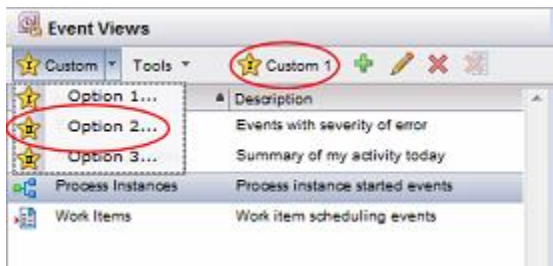 Event Views
Custom Tools Custom 1
Option 1... Description
Option 2... Events with severity of error
Option 3... Summary of my activity today
Process Instances Process instance started events
Work Items Work item scheduling events